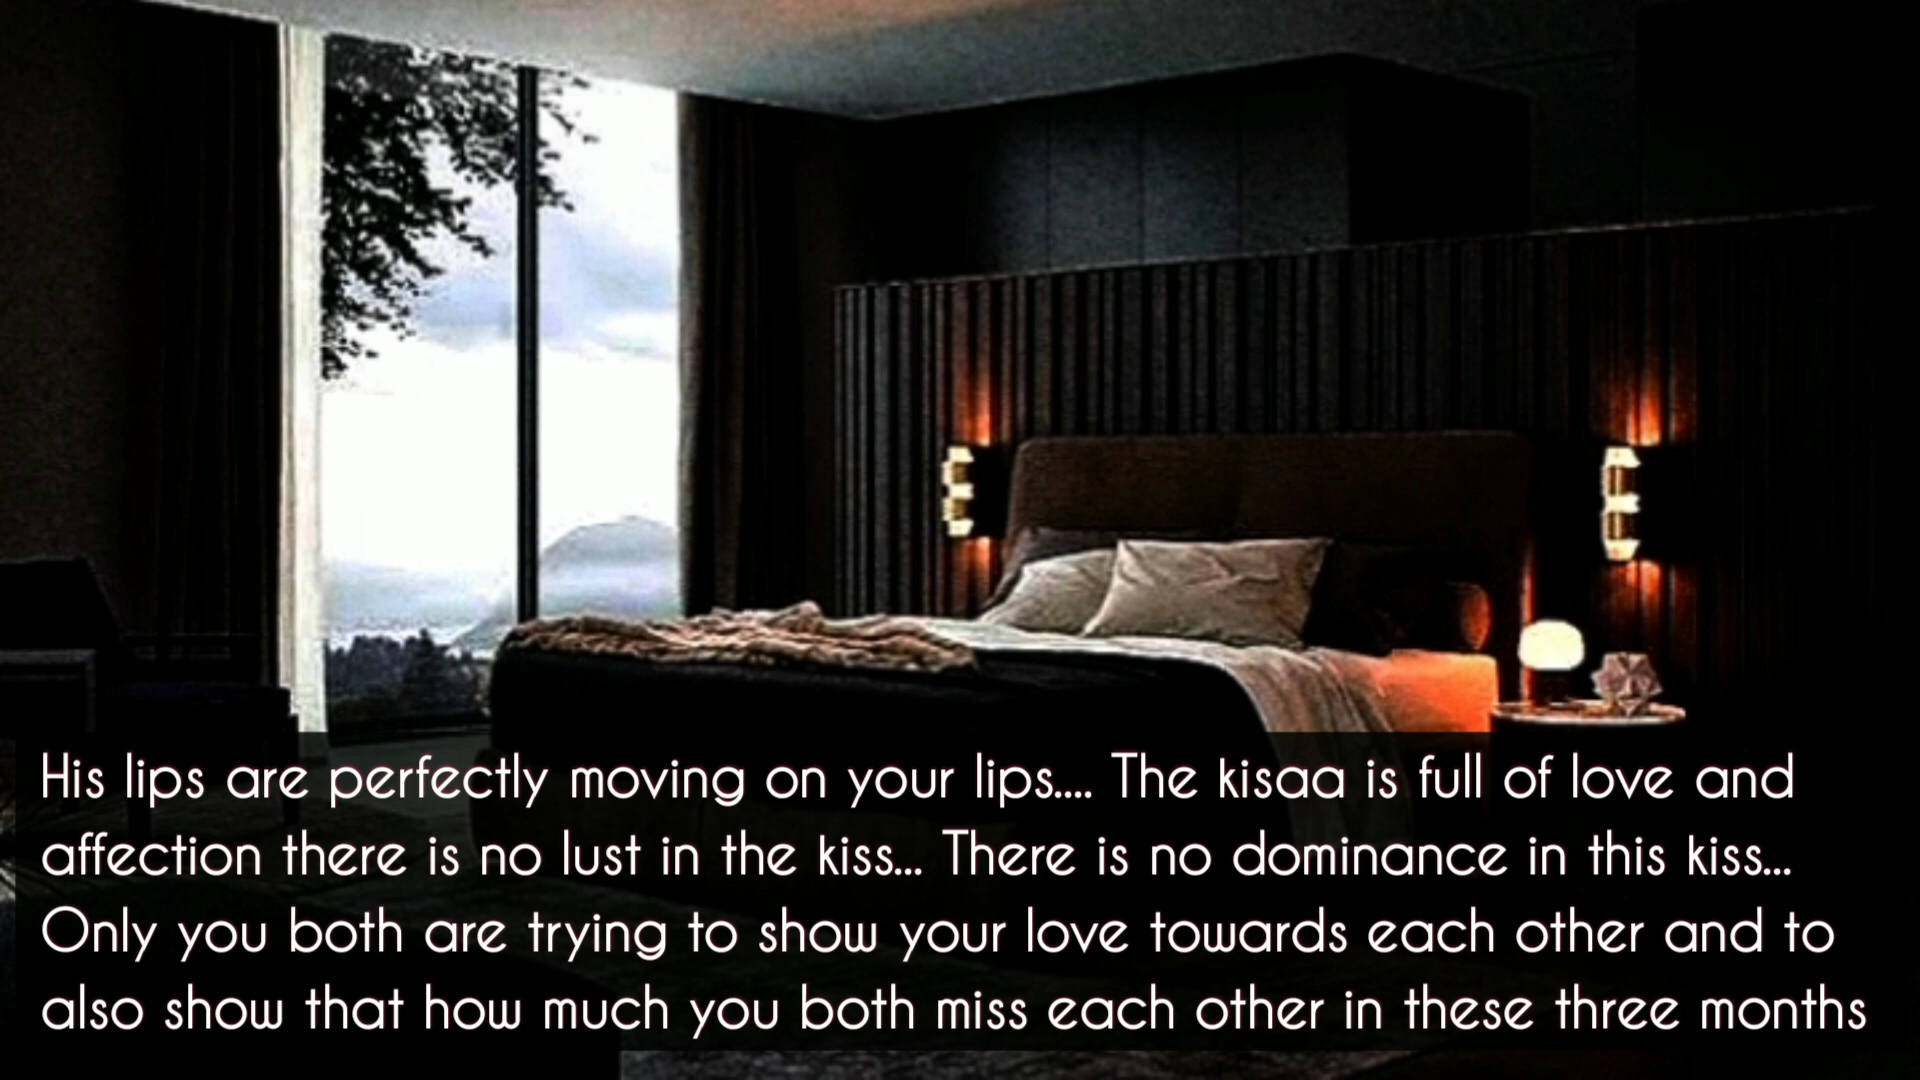 His lips are perfectly moving on your lips.... The kisaa is full of love and
affection there is no lust in the kiss... There is no dominance in this kiss...
Only you both are trying to show your love towards each other and to
also show that how much you both miss each other in these three months